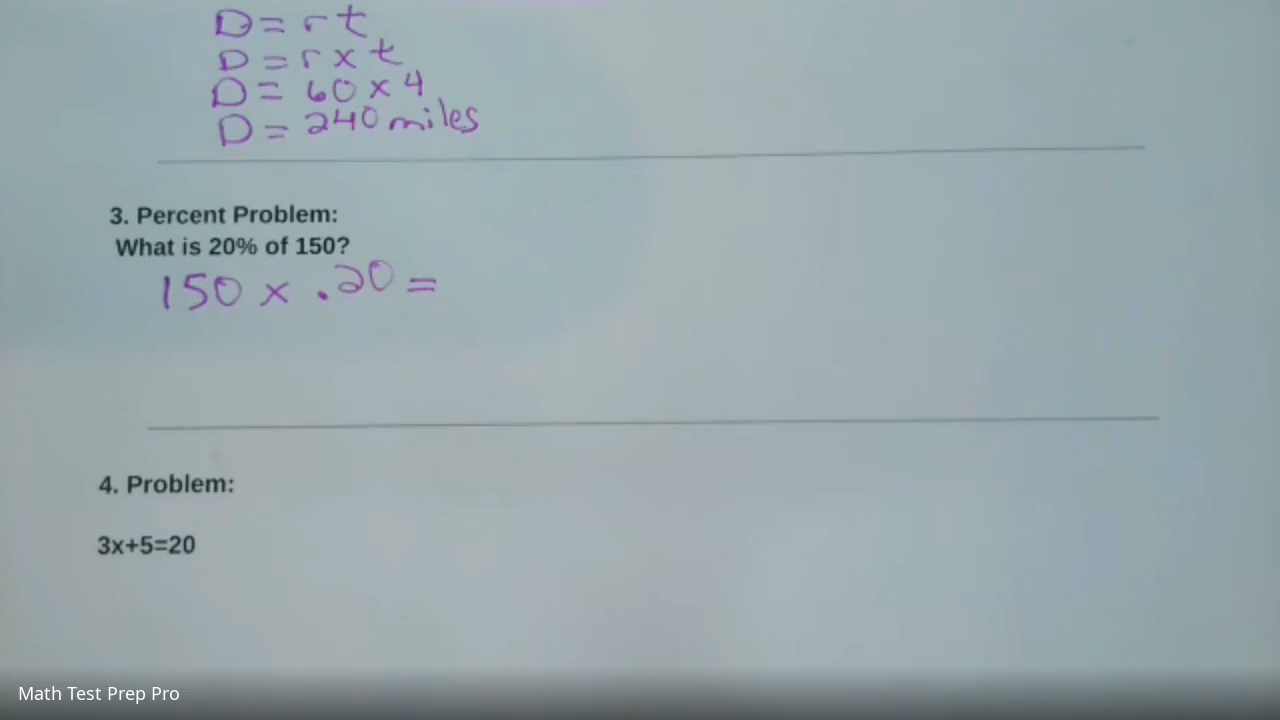 D = rt
D = r x t
D = 60 x 4
D = 240 miles
3. Percent Problem:
What is 20% of 150?
150 x .20 =
4. Problem:
3x+5=20
Math Test Prep Pro